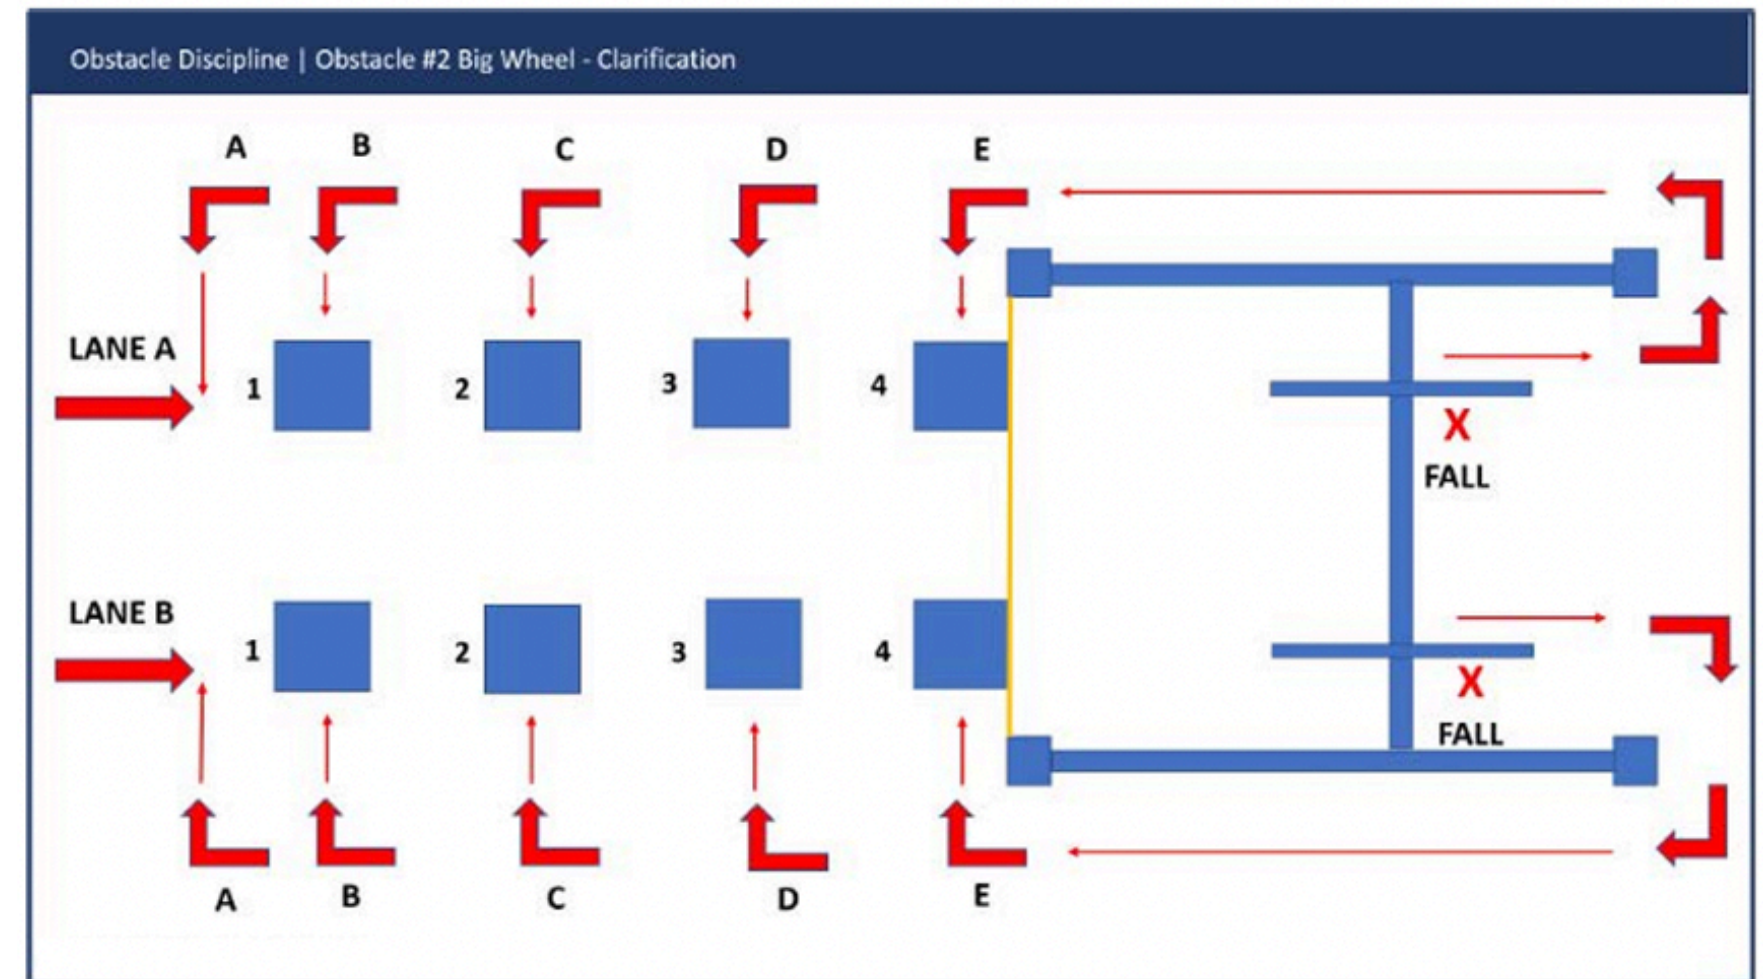 Obstacle Discipline | Obstacle #2 Big Wheel - Clarification
A B C D E
LANE A
1 2 3 4
X
FALL
LANE B
1 2 3 4
X
FALL
A B C D E